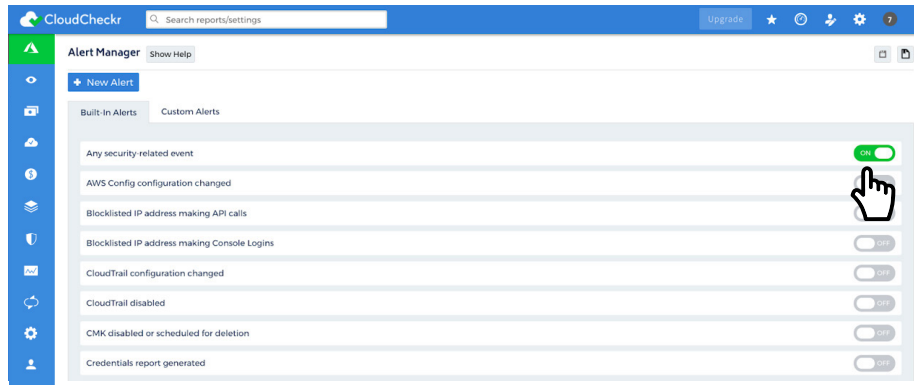 CloudCheckr
Search reports/settings
Upgrade
7
Alert Manager
Show Help
+ New Alert
Built-In Alerts
Custom Alerts
Any security-related event
ON
AWS Config configuration changed
Blocklisted IP address making API calls
Blocklisted IP address making Console Logins
OFF
CloudTrail configuration changed
OFF
CloudTrail disabled
OFF
CMK disabled or scheduled for deletion
OFF
Credentials report generated
OFF